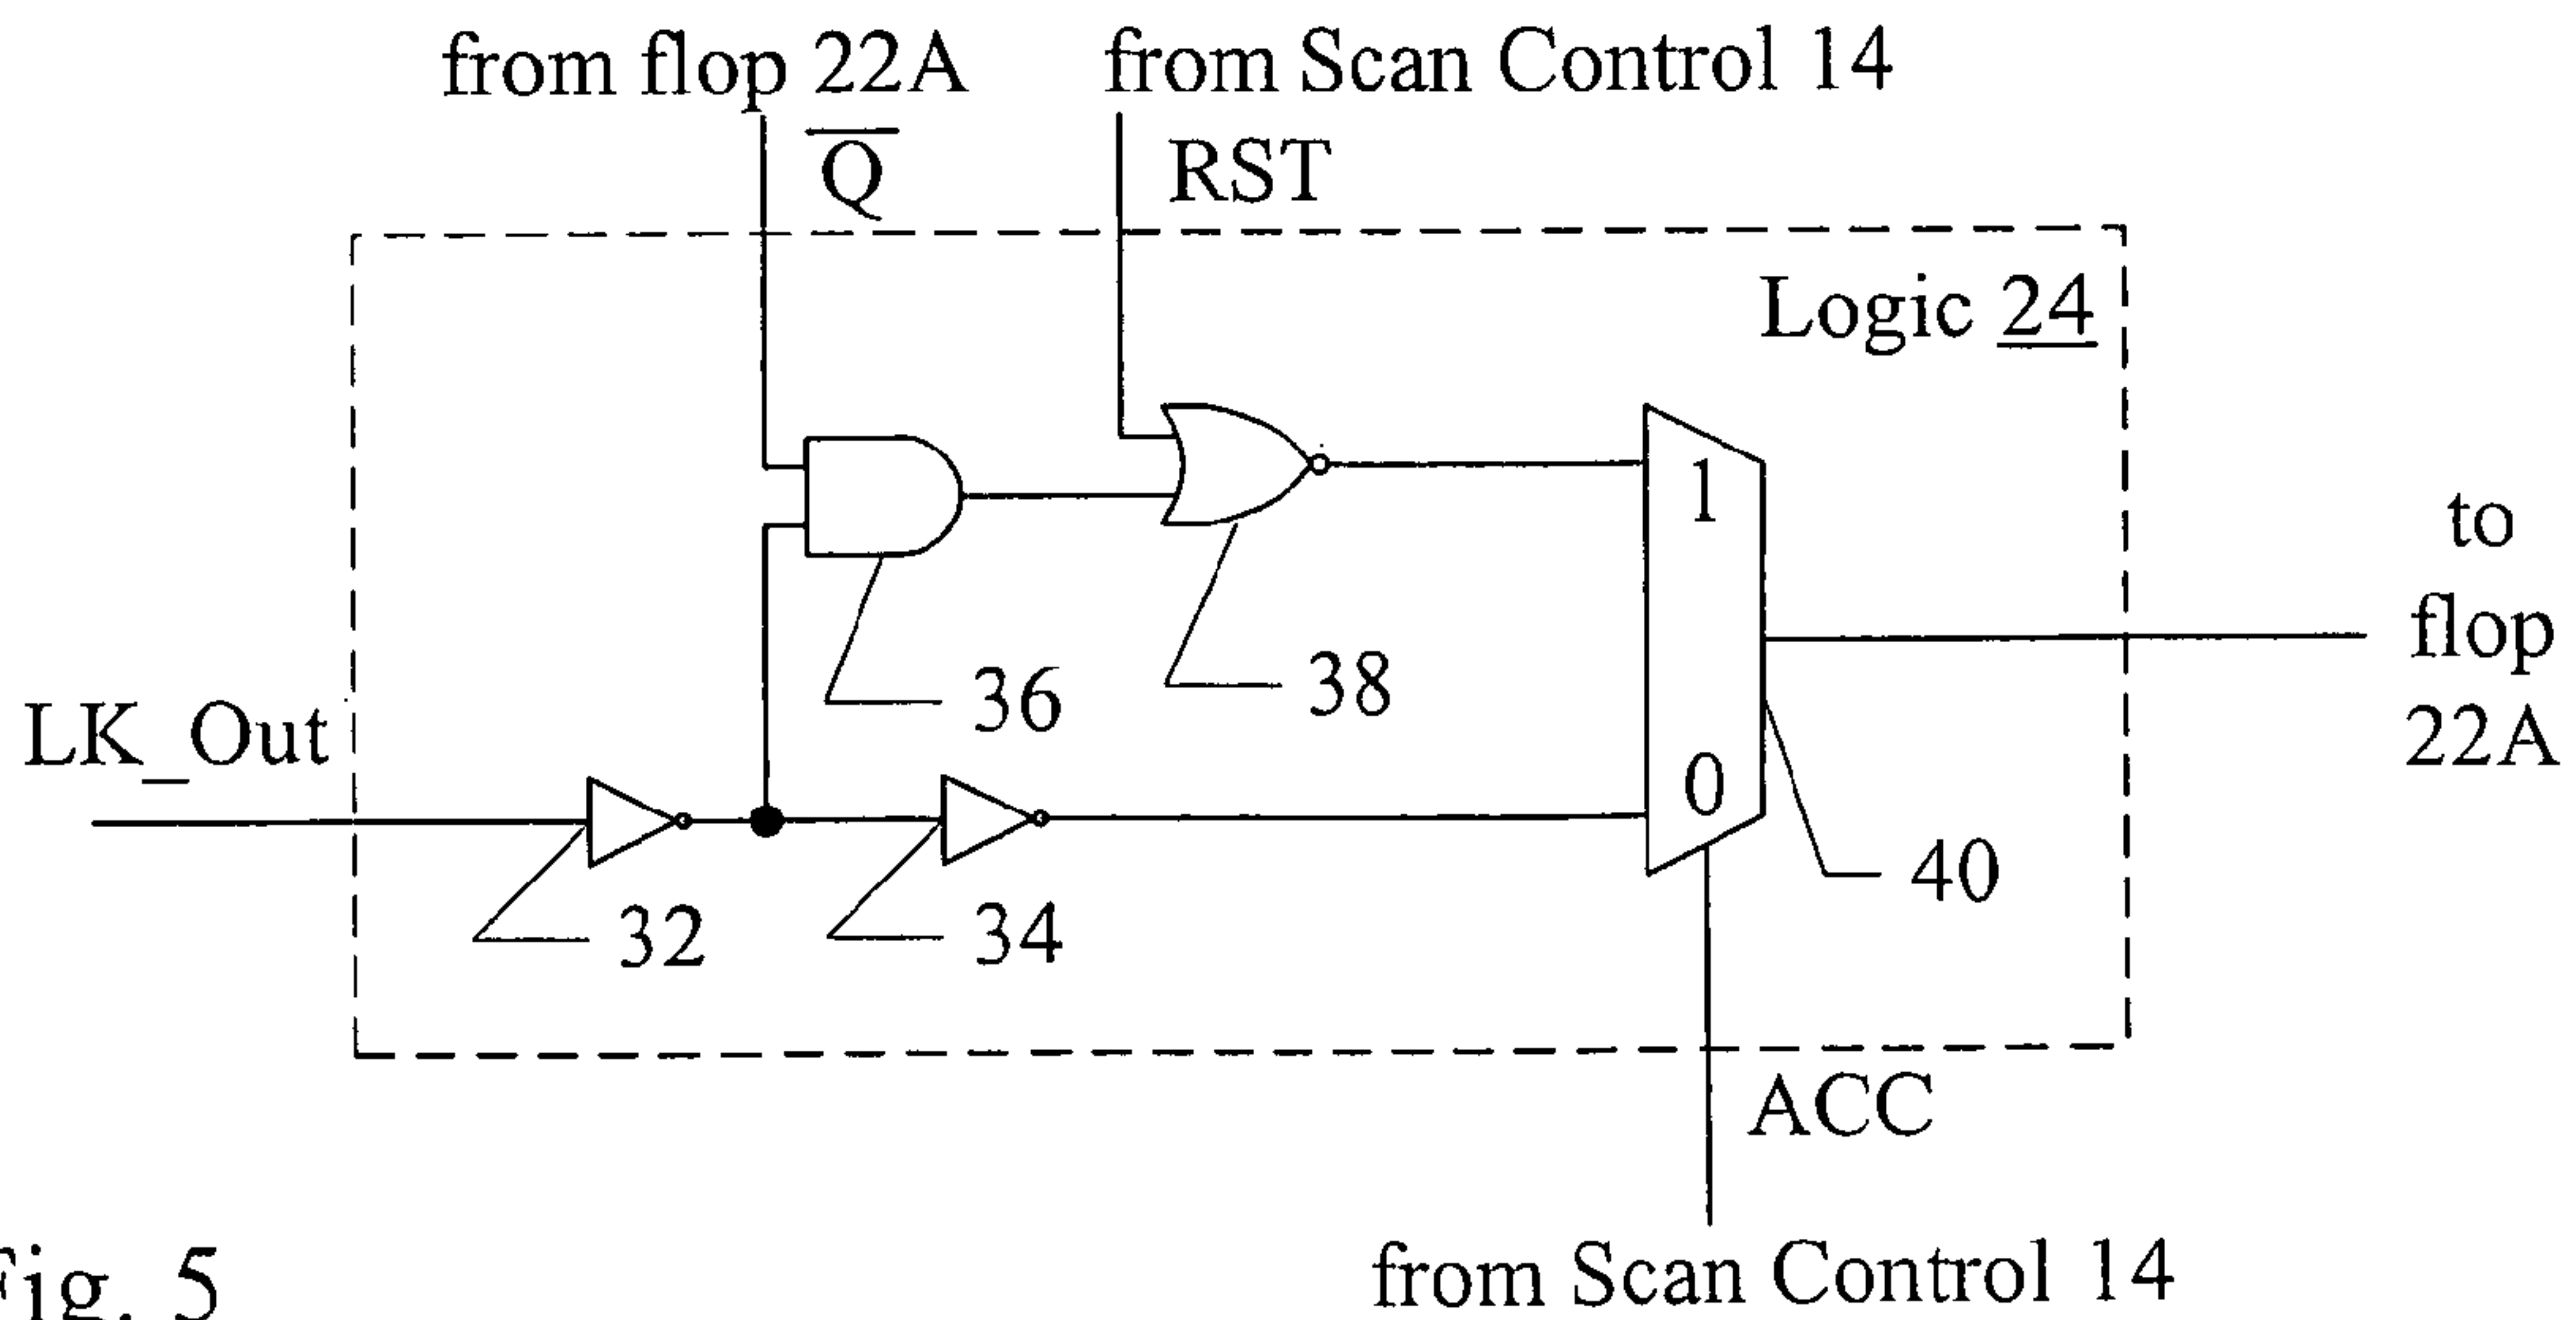 from flop 22A
from Scan Control 14
Q
RST
Logic 24
1
to
flop
22A
36
38
LK_Out
0
40
32
34
ACC
from Scan Control 14
Fig. 5